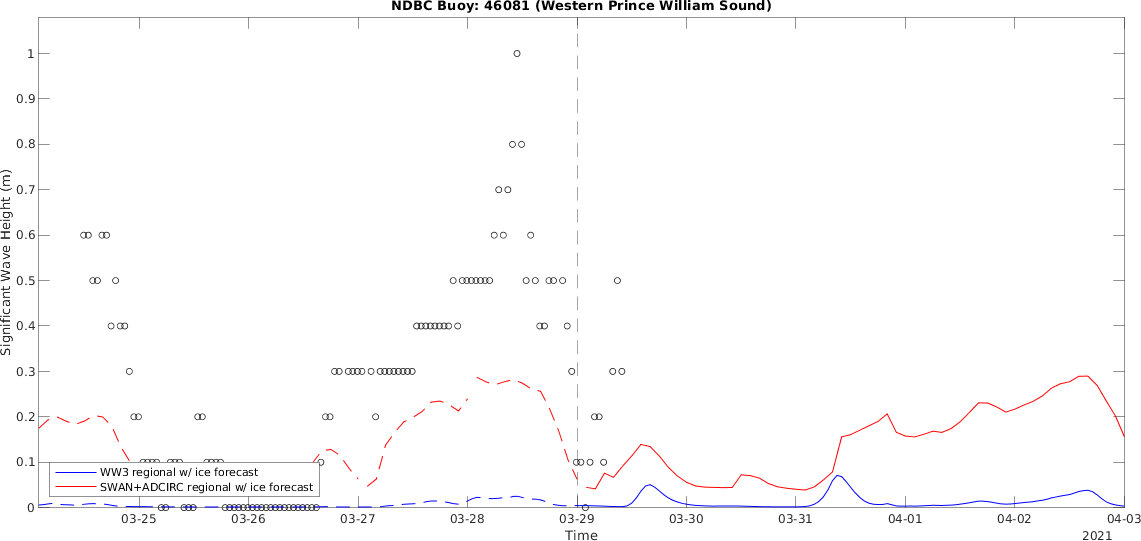 NDBC Buoy: 46081 (Western Prince William Sound)
Significant Wave Height (m)
1
0.9
0.8
0.7
0.6
0.5
0.4
0.3
0.2
0.1
0
WW3 regional w/ ice forecast
SWAN+ADCIRC regional w/ ice forecast
03-25 03-26 03-27 03-28 03-29 03-30 03-31 04-01 04-02 04-03
Time
2021